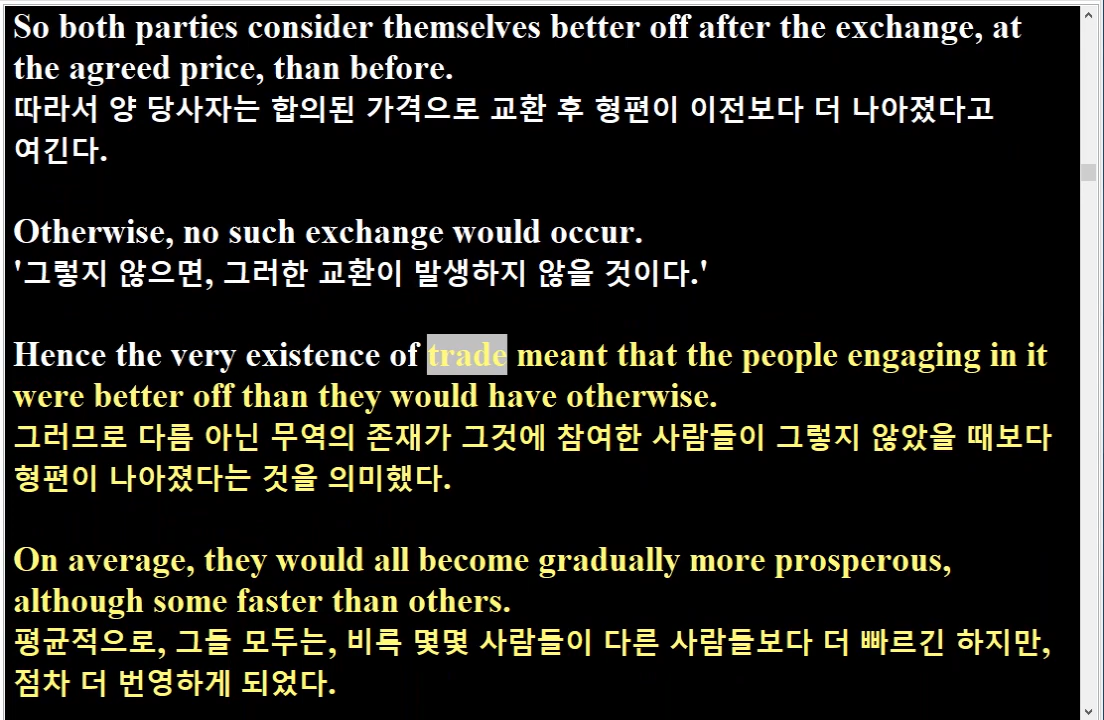 So both parties consider themselves better off after the exchange, at
the agreed price, than before.
따라서 양 당사자는 합의된 가격으로 교환 후 형편이 이전보다 더 나아졌다고
여긴다.
Otherwise, no such exchange would occur.
'그렇지 않으면, 그러한 교환이 발생하지 않을 것이다.'
Hence the very existence of trade meant that the people engaging in it
were better off than they would have otherwise.
그러므로 다름 아닌 무역의 존재가 그것에 참여한 사람들이 그렇지 않았을 때보다
형편이 나아졌다는 것을 의미했다.
On average, they would all become gradually more prosperous,
although some faster than others.
평균적으로, 그들 모두는, 비록 몇몇 사람들이 다른 사람들보다 더 빠르긴 하지만,
점차 더 번영하게 되었다.